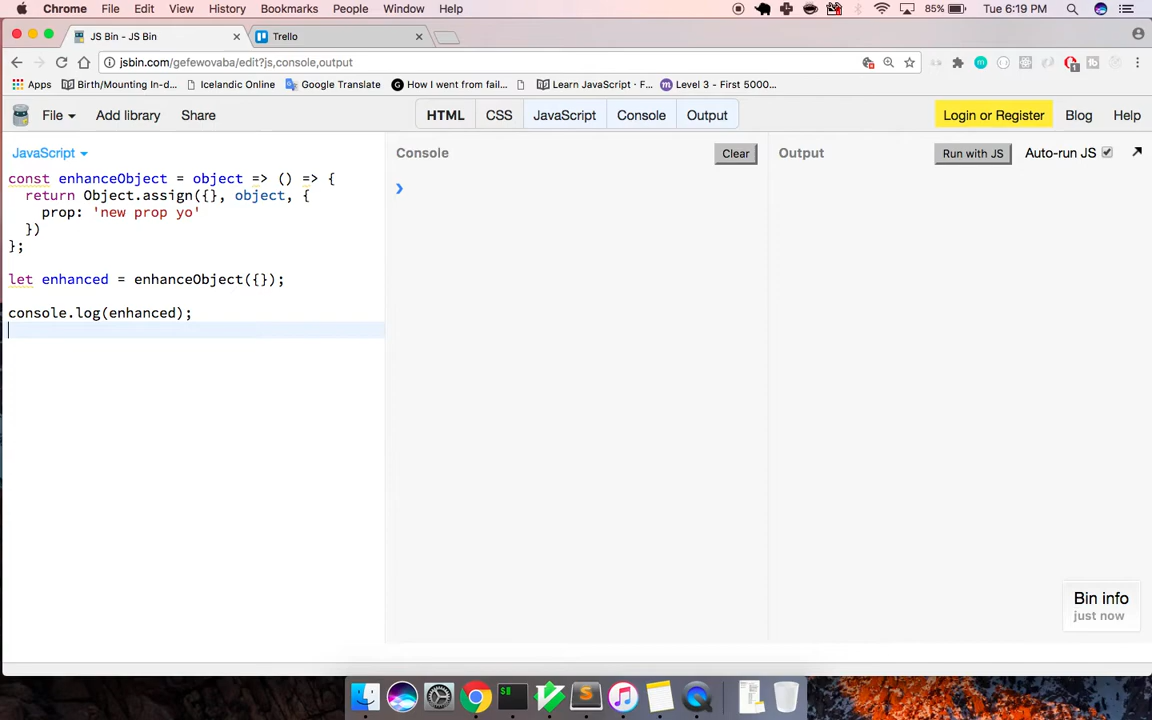 Chrome File Edit View History Bookmarks People Window Help 85% Tue 6:19 PM
JS Bin - JS Bin Trello
jsbin.com/gefewovaba/edit?js,console,output
Apps Birth/Mounting In-d... Icelandic Online Google Translate How I went from fail... Learn JavaScript · F... Level 3 - First 5000...
File Add library Share HTML CSS JavaScript Console Output Login or Register Blog Help
JavaScript Console Clear Output Run with JS Auto-run JS
const enhanceObject = object => () => {
return Object.assign({}, object, {
prop: 'new prop yo'
})
};
let enhanced = enhanceObject({});
console.log(enhanced);
Bin info
just now